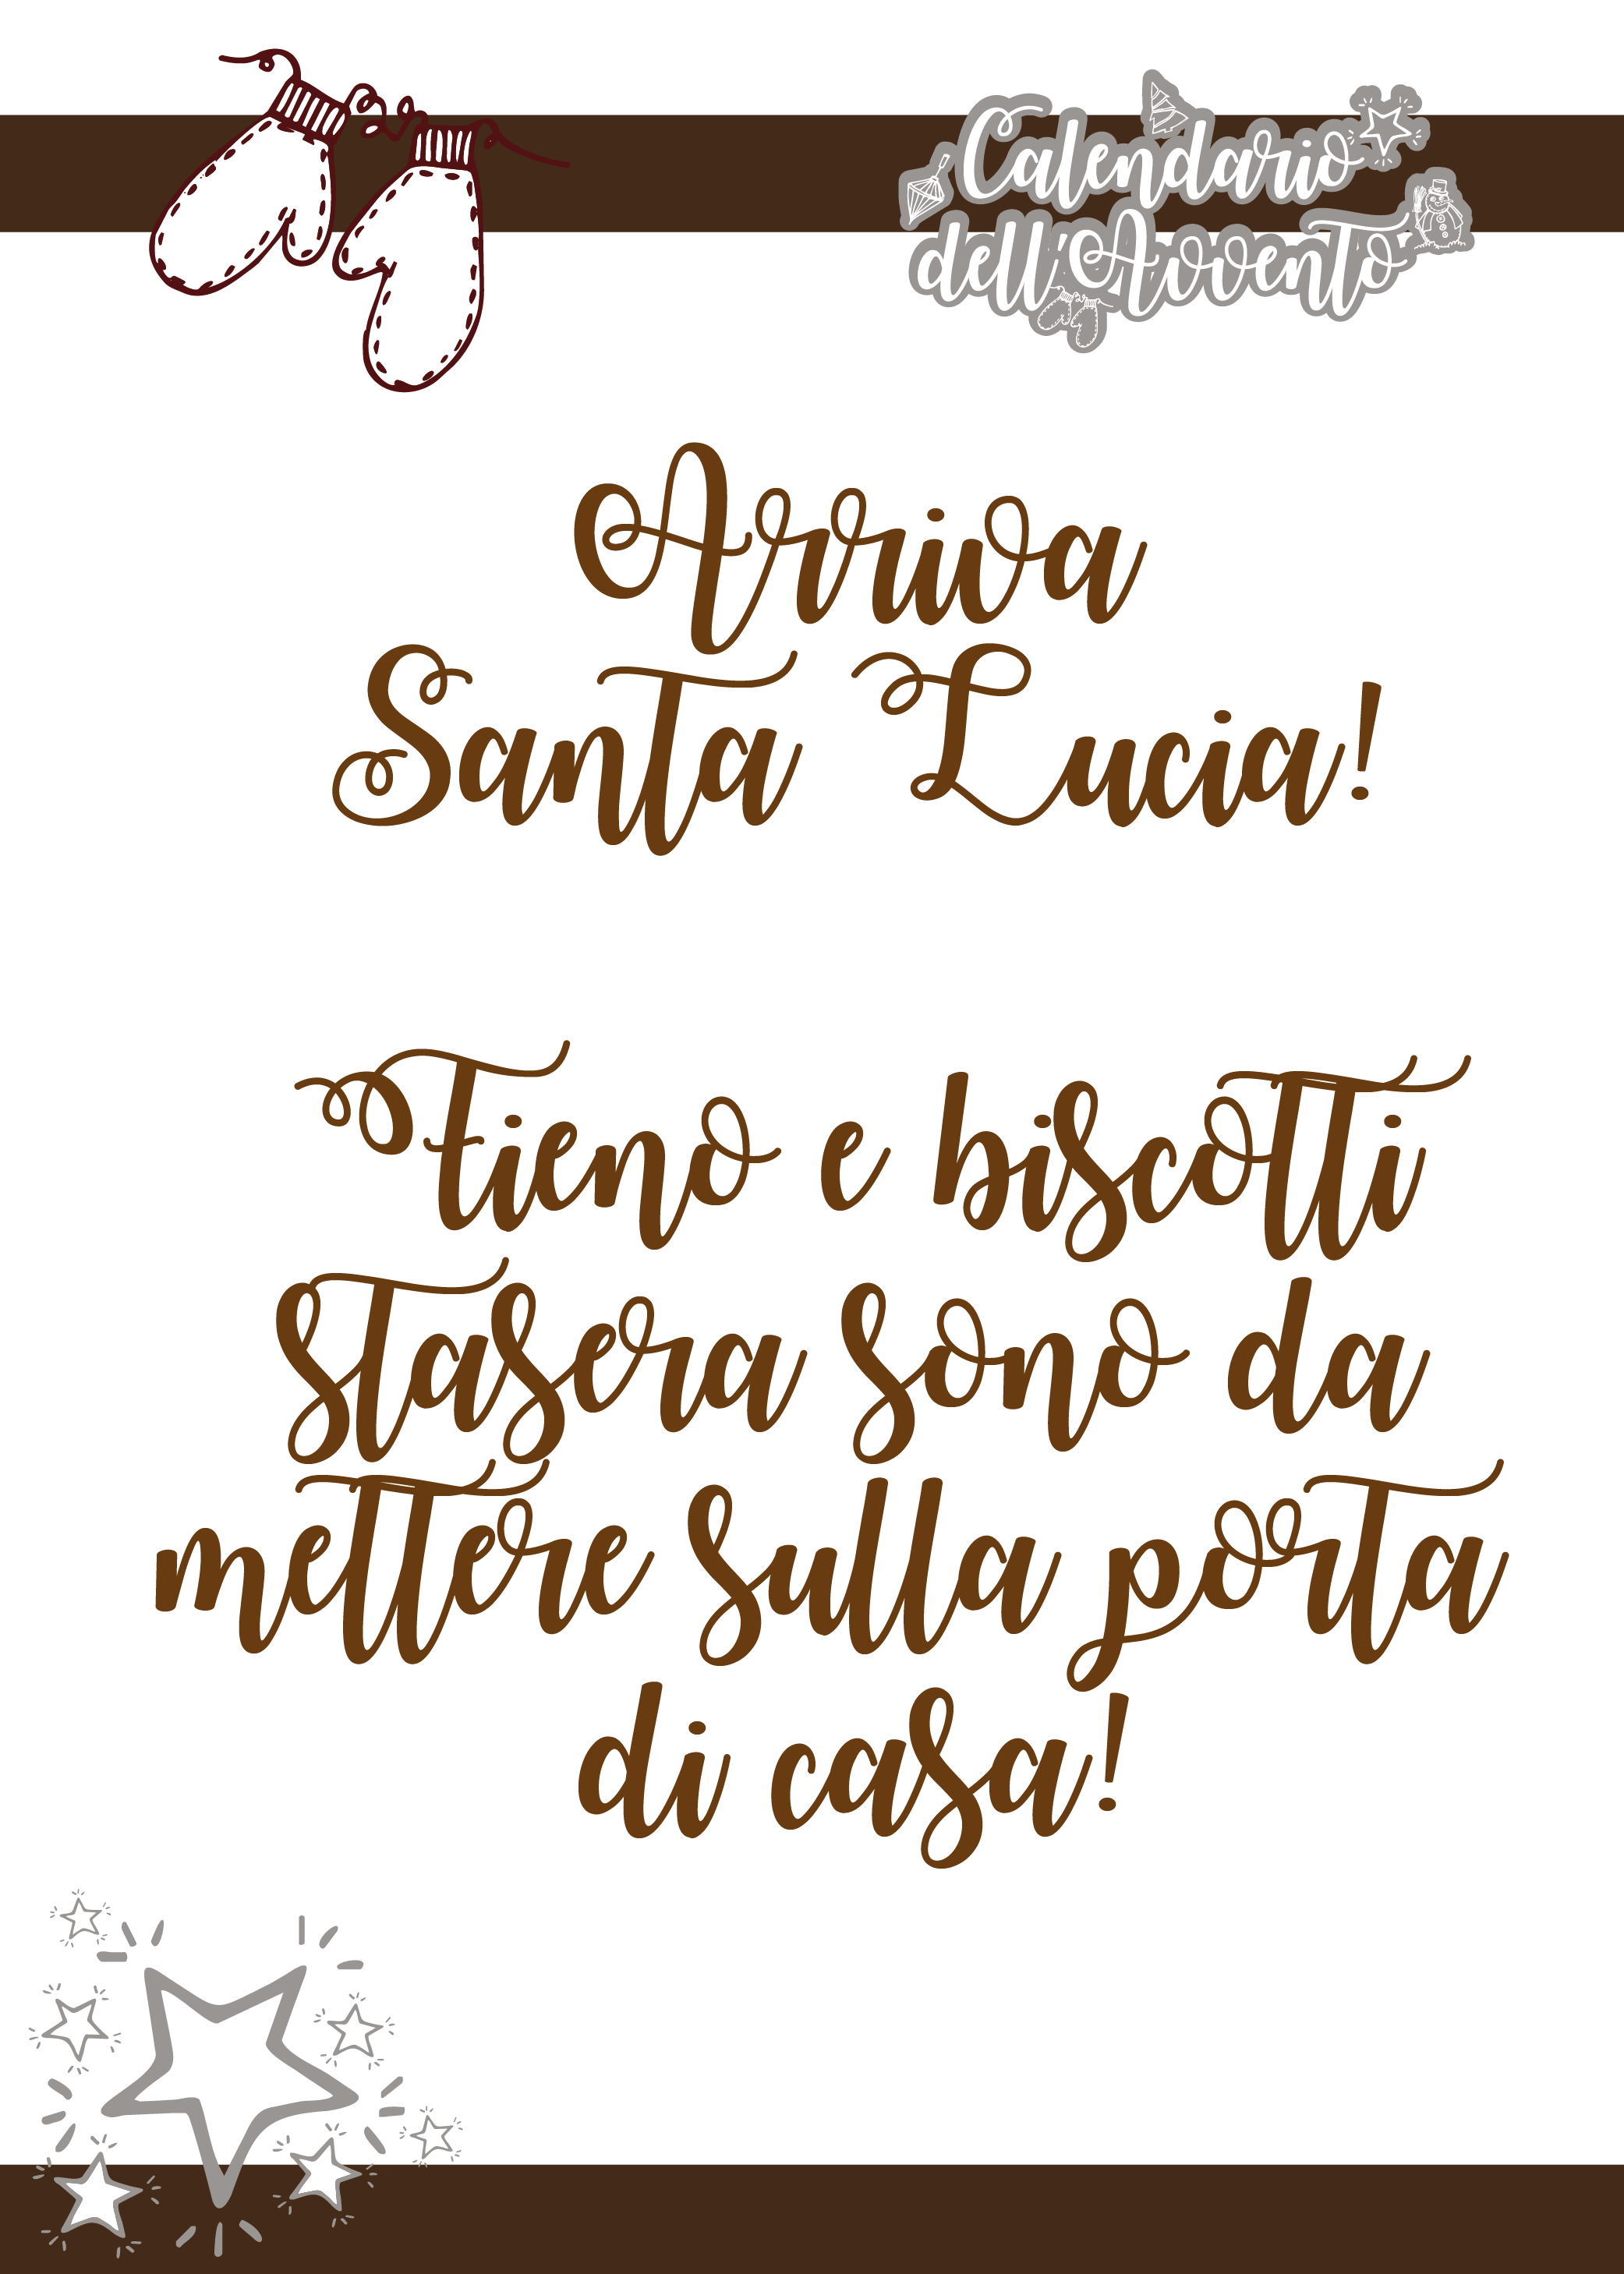 Calendario
dell'Avvento
Arriva
Santa Lucia!
Fieno e biscotti
stasera sono da
mettere sulla porta
di casa!